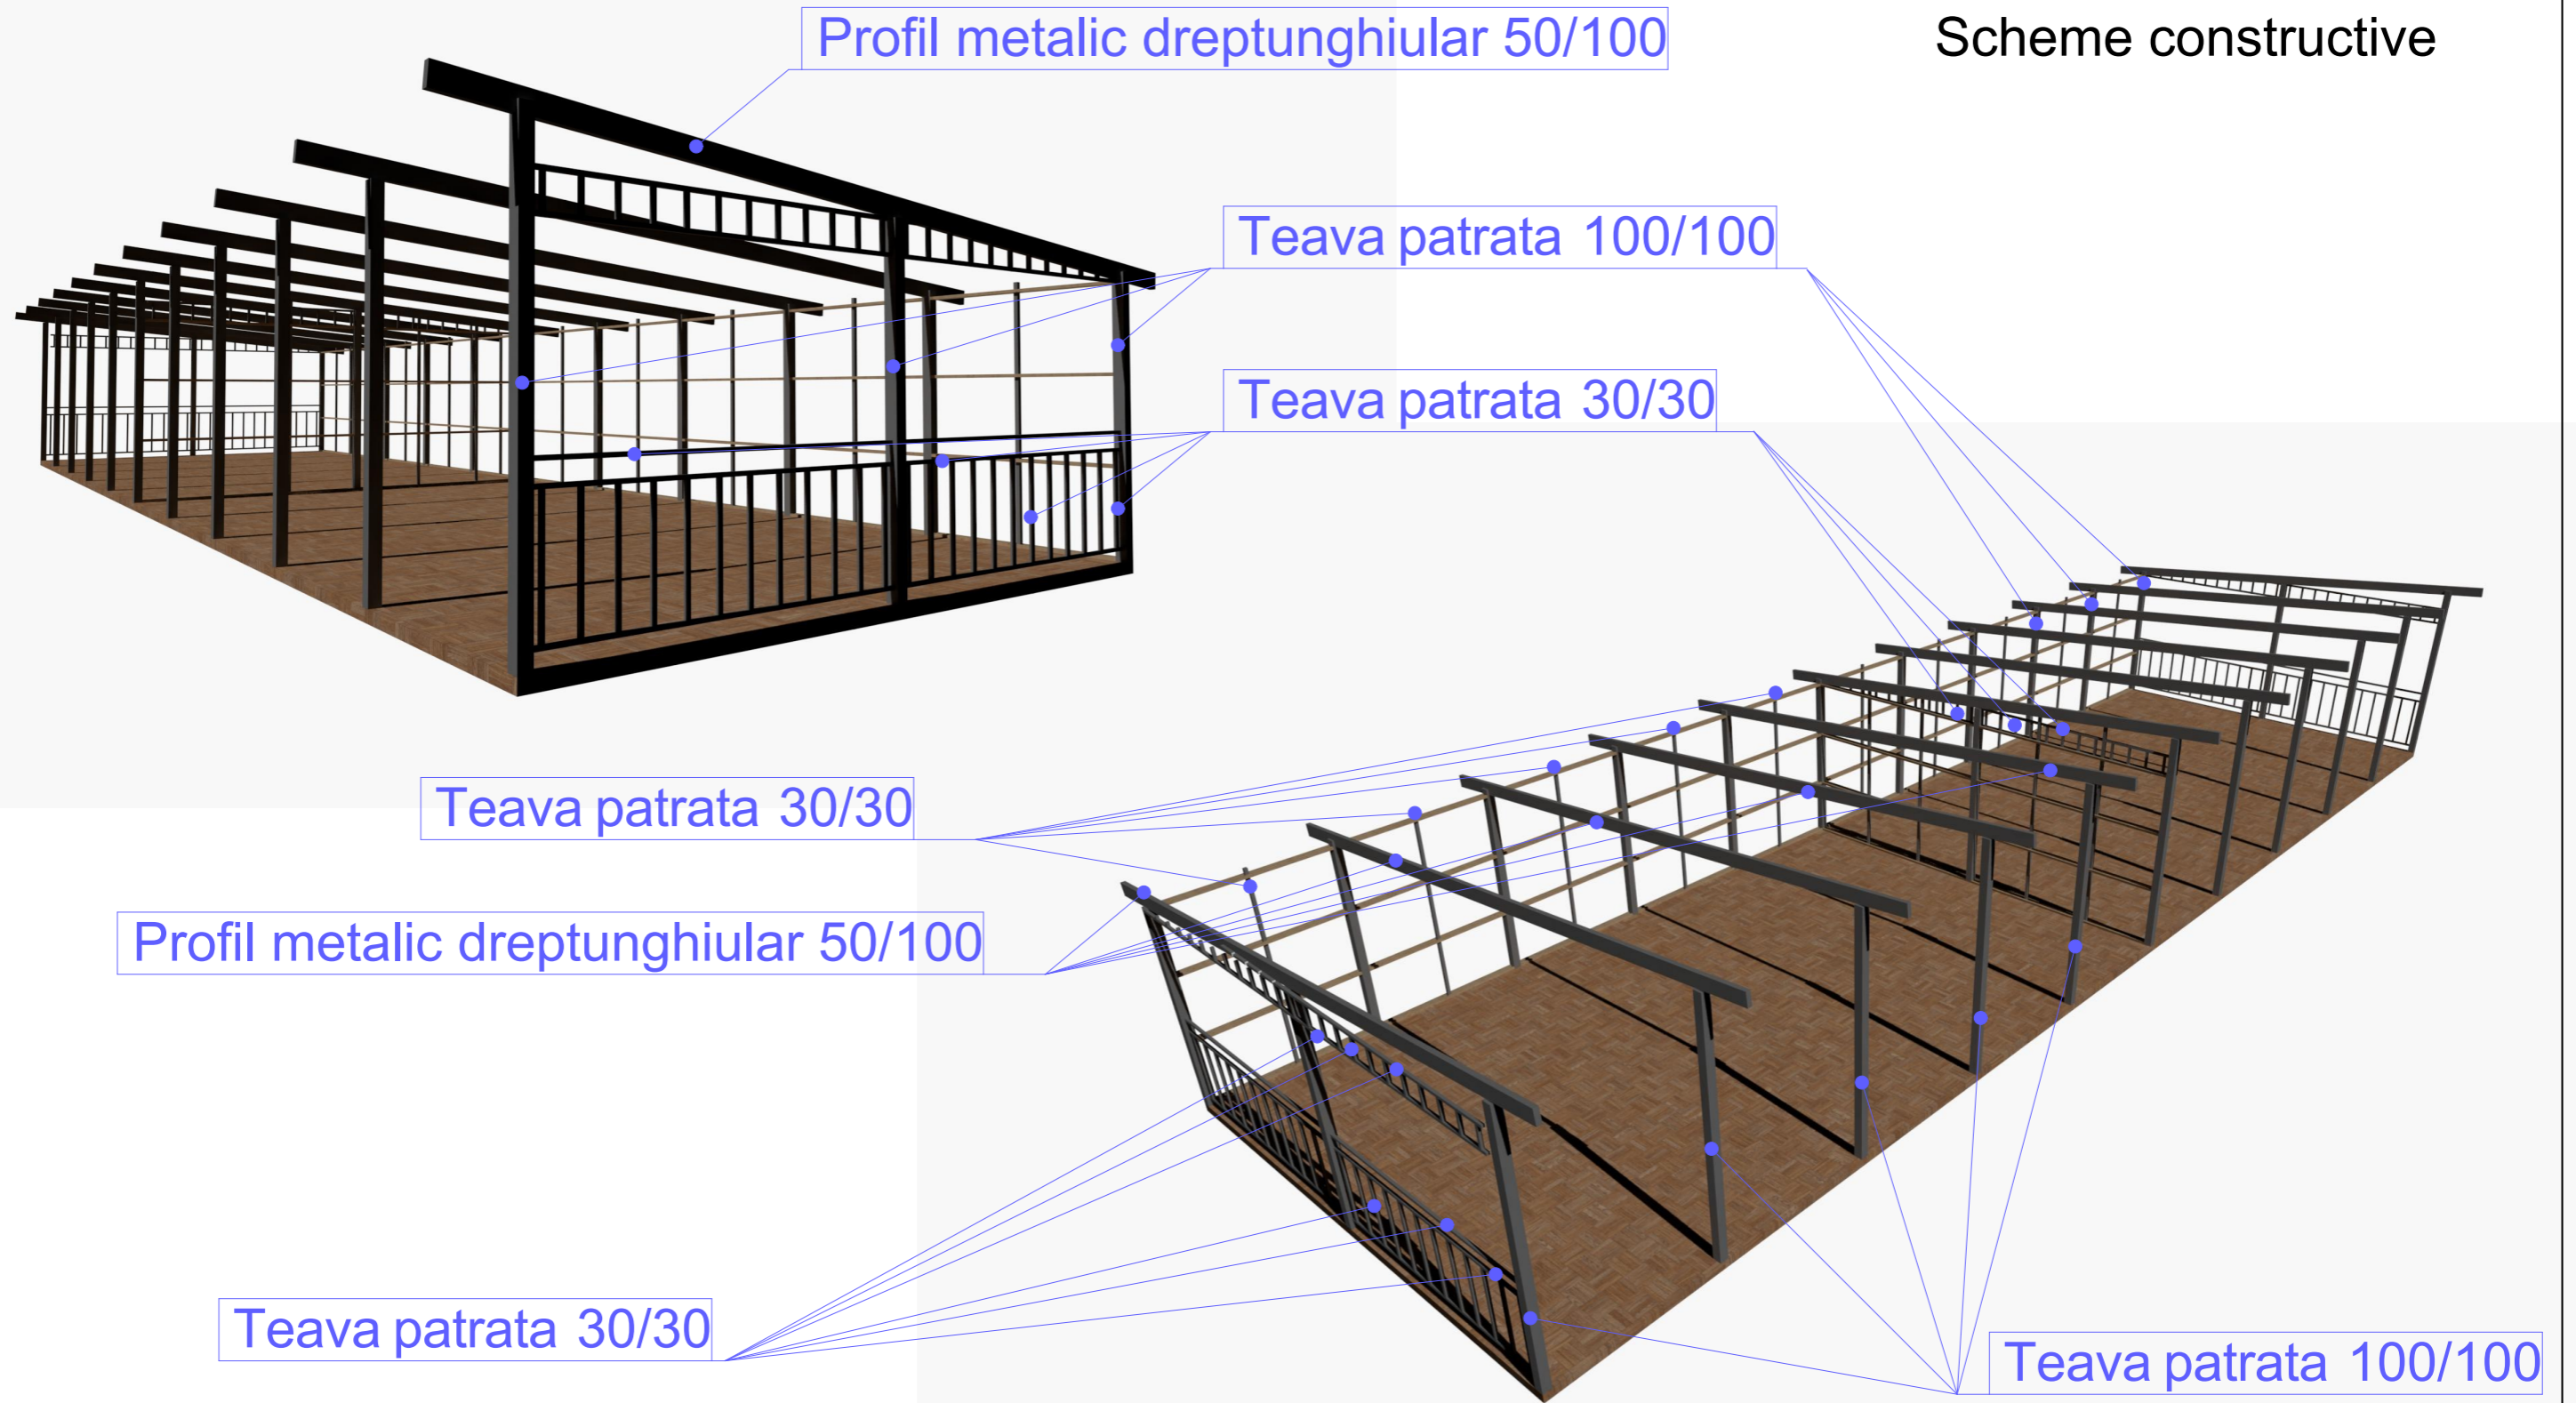 Profil metalic dreptunghiular 50/100
Scheme constructive
Teava patrata 100/100
Teava patrata 30/30
Teava patrata 30/30
Profil metalic dreptunghiular 50/100
Teava patrata 30/30
Teava patrata 100/100